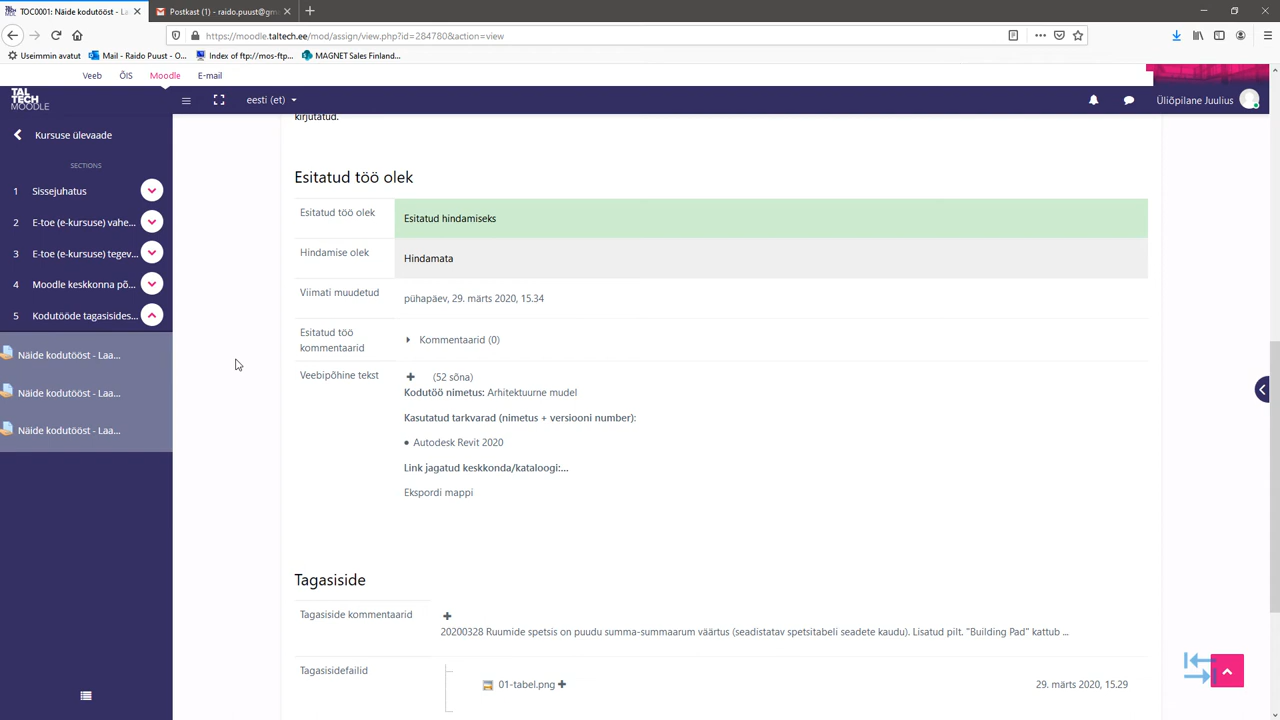 TOC0001: Näide kodutööst - La
Postkast (1) - raido.puust@gm
https://moodle.taltech.ee/mod/assign/view.php?id=284780&action=view
Useimmin avatut
Mail - Raido Puust - O...
Index of ftp://mos-ftp...
MAGNET Sales Finland...
Veeb
ÕIS
Moodle
E-mail
TAL
TECH
MOODLE
eesti (et)
Üliõpilane Juulius
Kursuse ülevaade
SECTIONS
1 Sissejuhatus
2 E-toe (e-kursuse) vahe...
3 E-toe (e-kursuse) tegev...
4 Moodle keskkonna põ...
5 Kodutööde tagasisides...
Näide kodutööst - Laa...
Näide kodutööst - Laa...
Näide kodutööst - Laa...
kirjutatud.
Esitatud töö olek
Esitatud töö olek
Esitatud hindamiseks
Hindamise olek
Hindamata
Viimati muudetud
pühapäev, 29. märts 2020, 15.34
Esitatud töö
kommentaarid
Kommentaarid (0)
Veebipõhine tekst
(52 sõna)
Kodutöö nimetus: Arhitektuurne mudel
Kasutatud tarkvarad (nimetus + versiooni number):
• Autodesk Revit 2020
Link jagatud keskkonda/kataloogi:...
Ekspordi mappi
Tagasiside
Tagasiside kommentaarid
20200328 Ruumide spetsis on puudu summa-summaarum väärtus (seadistatav spetsitabeli seadete kaudu). Lisatud pilt. "Building Pad" kattub ...
Tagasisidefailid
01-tabel.png
29. märts 2020, 15.29